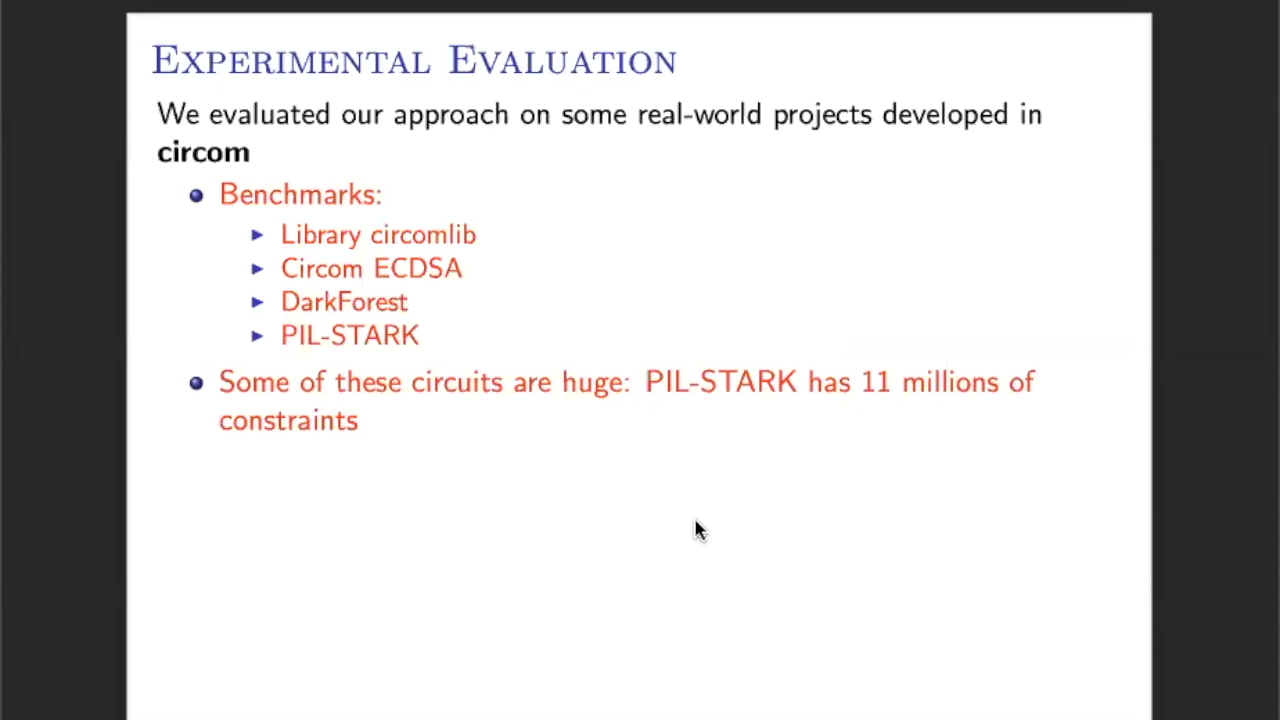 Experimental Evaluation
We evaluated our approach on some real-world projects developed in
circom
Benchmarks:
Library circomlib
Circom ECDSA
DarkForest
PIL-STARK
Some of these circuits are huge: PIL-STARK has 11 millions of
constraints